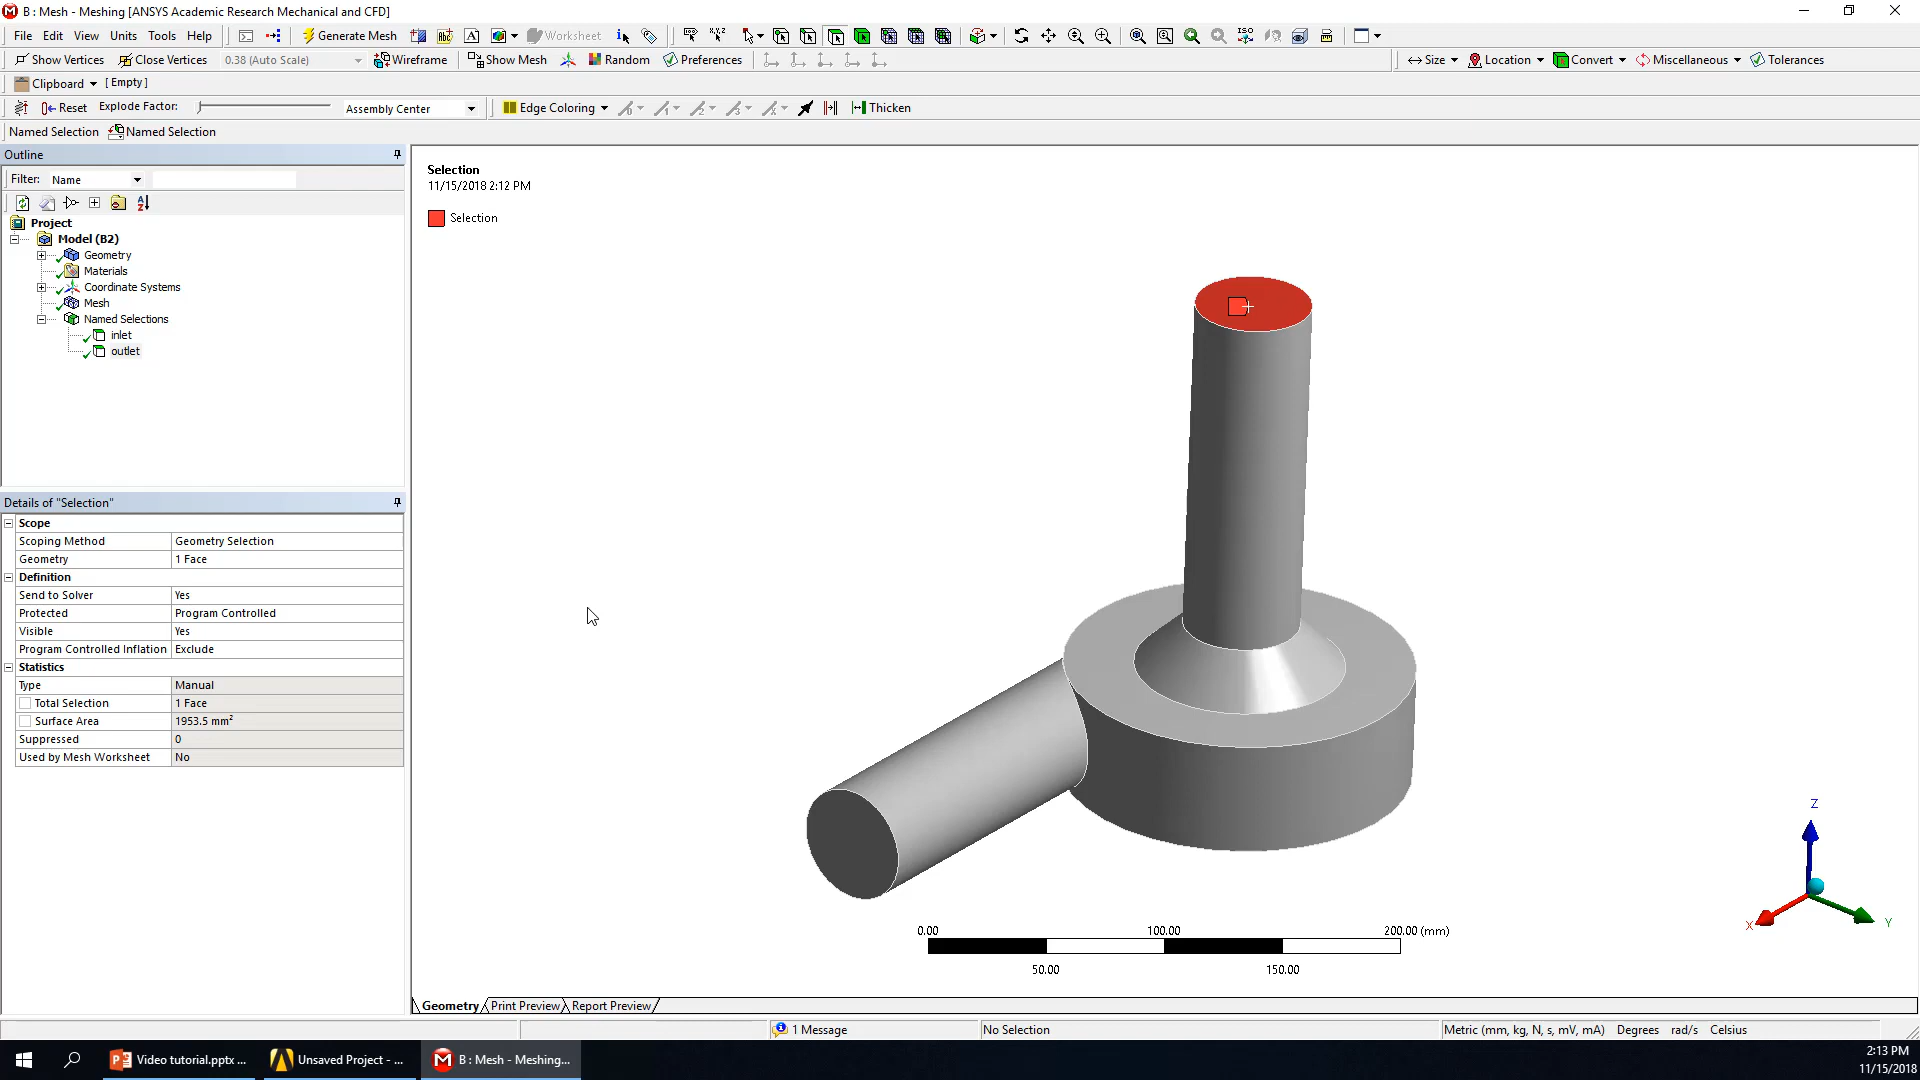 B : Mesh - Meshing [ANSYS Academic Research Mechanical and CFD]
File Edit View Units Tools Help Generate Mesh Worksheet
Show Vertices Close Vertices 0.38 (Auto Scale) Wireframe Show Mesh Random Preferences Size Location Convert Miscellaneous Tolerances
Clipboard [ Empty ]
Reset Explode Factor: Assembly Center Edge Coloring Thicken
Named Selection Named Selection
Outline
Filter: Name
Project
Model (B2)
Geometry
Materials
Coordinate Systems
Mesh
Named Selections
inlet
outlet
Details of "Selection"
Scope
Scoping Method Geometry Selection
Geometry 1 Face
Definition
Send to Solver Yes
Protected Program Controlled
Visible Yes
Program Controlled Inflation Exclude
Statistics
Type Manual
Total Selection 1 Face
Surface Area 1953.5 mm²
Suppressed 0
Used by Mesh Worksheet No
Selection
11/15/2018 2:12 PM
Selection
Z
X
Y
0.00 100.00 200.00 (mm)
50.00 150.00
Geometry Print Preview Report Preview
1 Message No Selection Metric (mm, kg, N, s, mV, mA) Degrees rad/s Celsius
Video tutorial.pptx ... Unsaved Project - ... B : Mesh - Meshing...
2:13 PM
11/15/2018